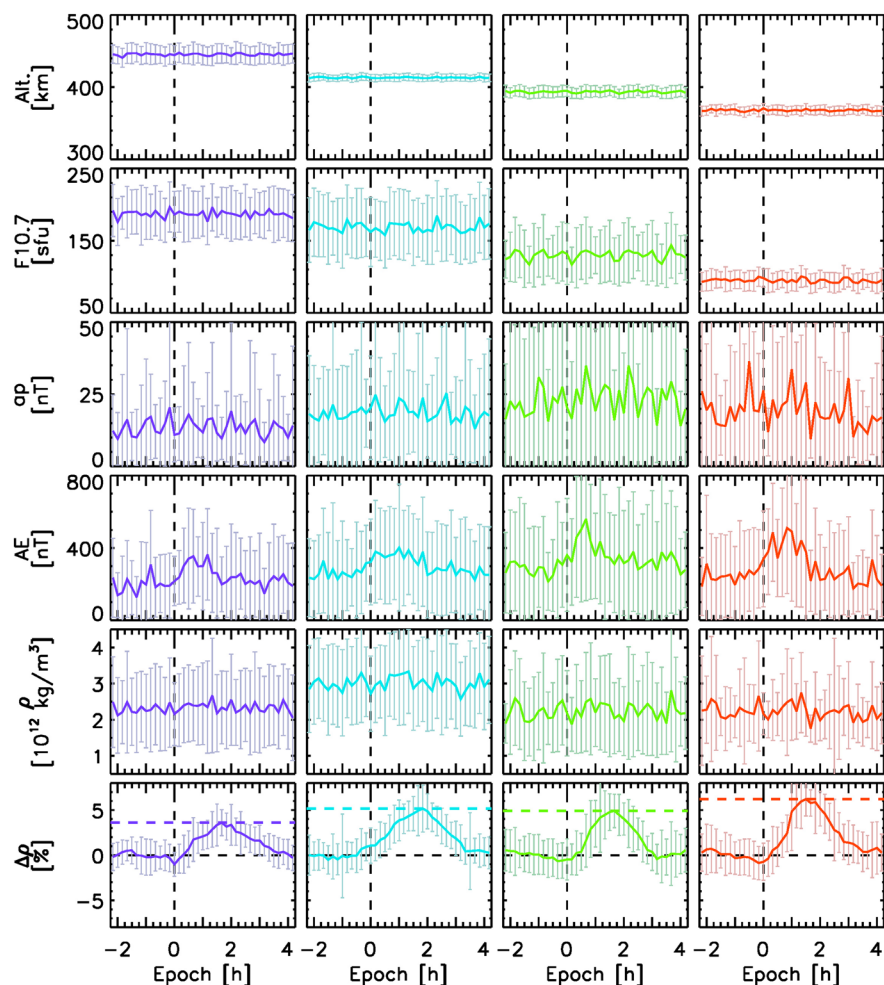 500
400
300
Alt.
[km]
250
150
50
F10.7
[sfu]
50
25
0
ap
[nT]
800
400
0
AE
[nT]
4
3
2
1
ρ
[10¹² kg/m³]
5
0
−5
Δρ
[%]
−2 0 2 4
−2 0 2 4
−2 0 2 4
−2 0 2 4
Epoch [h]
Epoch [h]
Epoch [h]
Epoch [h]